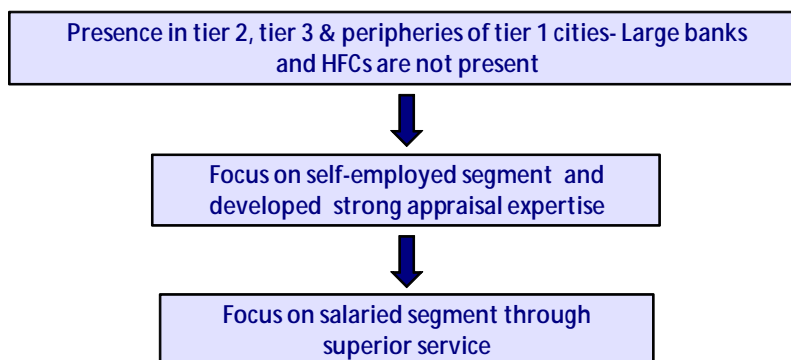 Presence in tier 2, tier 3 & peripheries of tier 1 cities- Large banks
and HFCs are not present
Focus on self-employed segment and
developed strong appraisal expertise
Focus on salaried segment through
superior service